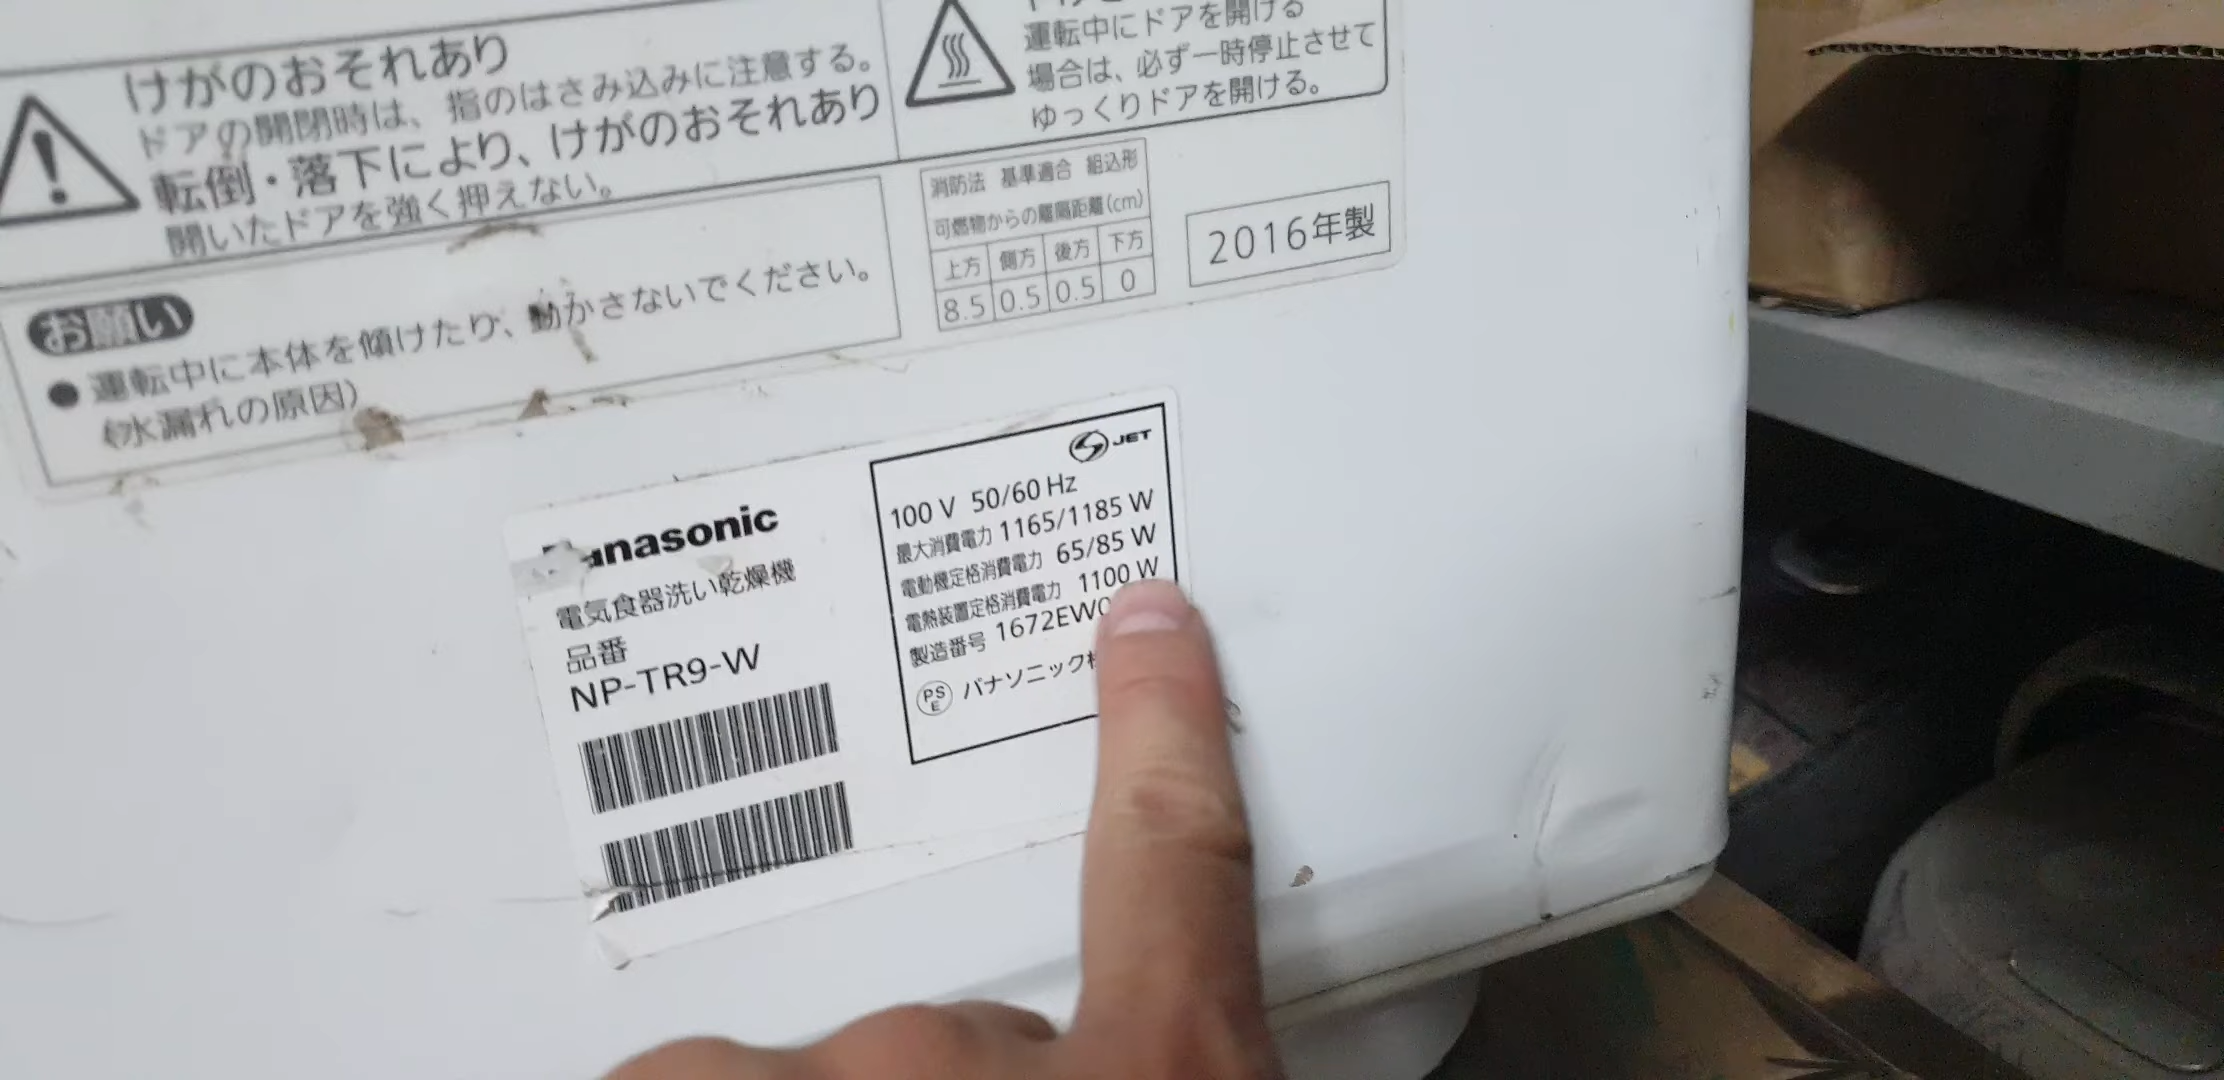 けがのおそれあり
ドアの開閉時は、指のはさみ込みに注意する。
転倒・落下により、けがのおそれあり
開いたドアを強く押えない。
運転中にドアを開ける
場合は、必ず一時停止させて
ゆっくりドアを開ける。
お願い
● 運転中に本体を傾けたり、動かさないでください。
(水漏れの原因)
消防法 基準適合 組込形
可燃物からの離隔距離(cm)
上方 側方 後方 下方
8.5 0.5 0.5 0
2016年製
Panasonic
電気食器洗い乾燥機
品番
NP-TR9-W
JET
100 V 50/60 Hz
最大消費電力 1165/1185 W
電動機定格消費電力 65/85 W
電熱装置定格消費電力 1100 W
製造番号 1672EW0
PS E パナソニック株